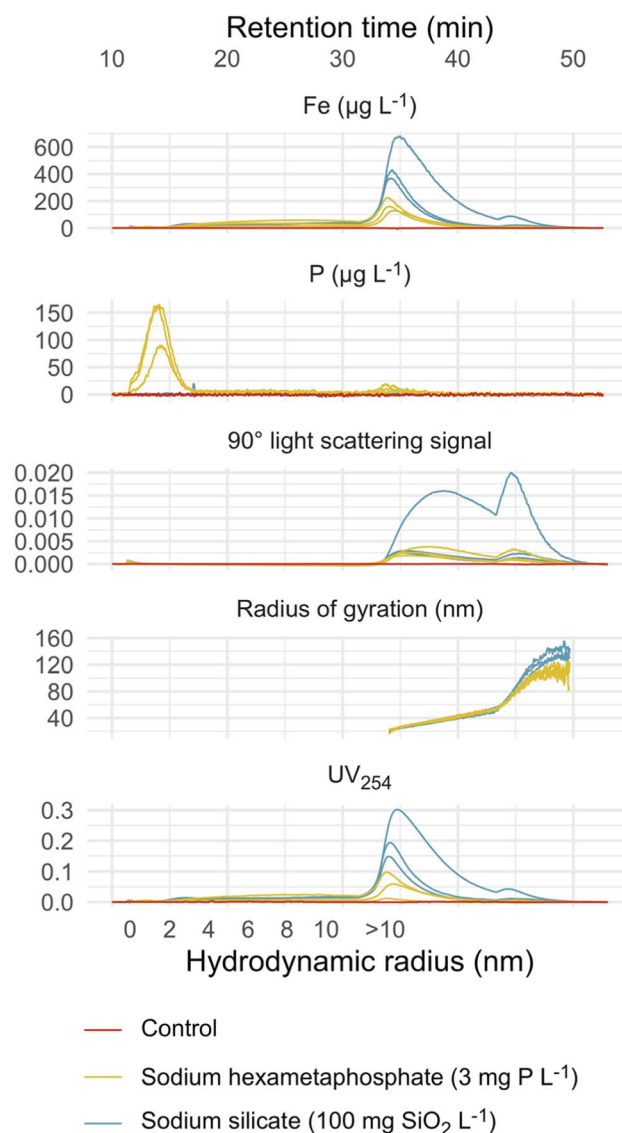 Retention time (min)
10 20 30 40 50
Fe (µg L⁻¹)
600
400
200
0
P (µg L⁻¹)
150
100
50
0
90° light scattering signal
0.020
0.015
0.010
0.005
0.000
Radius of gyration (nm)
160
120
80
40
UV₂₅₄
0.3
0.2
0.1
0.0
0 2 4 6 8 10 >10
Hydrodynamic radius (nm)
Control
Sodium hexametaphosphate (3 mg P L⁻¹)
Sodium silicate (100 mg SiO₂ L⁻¹)